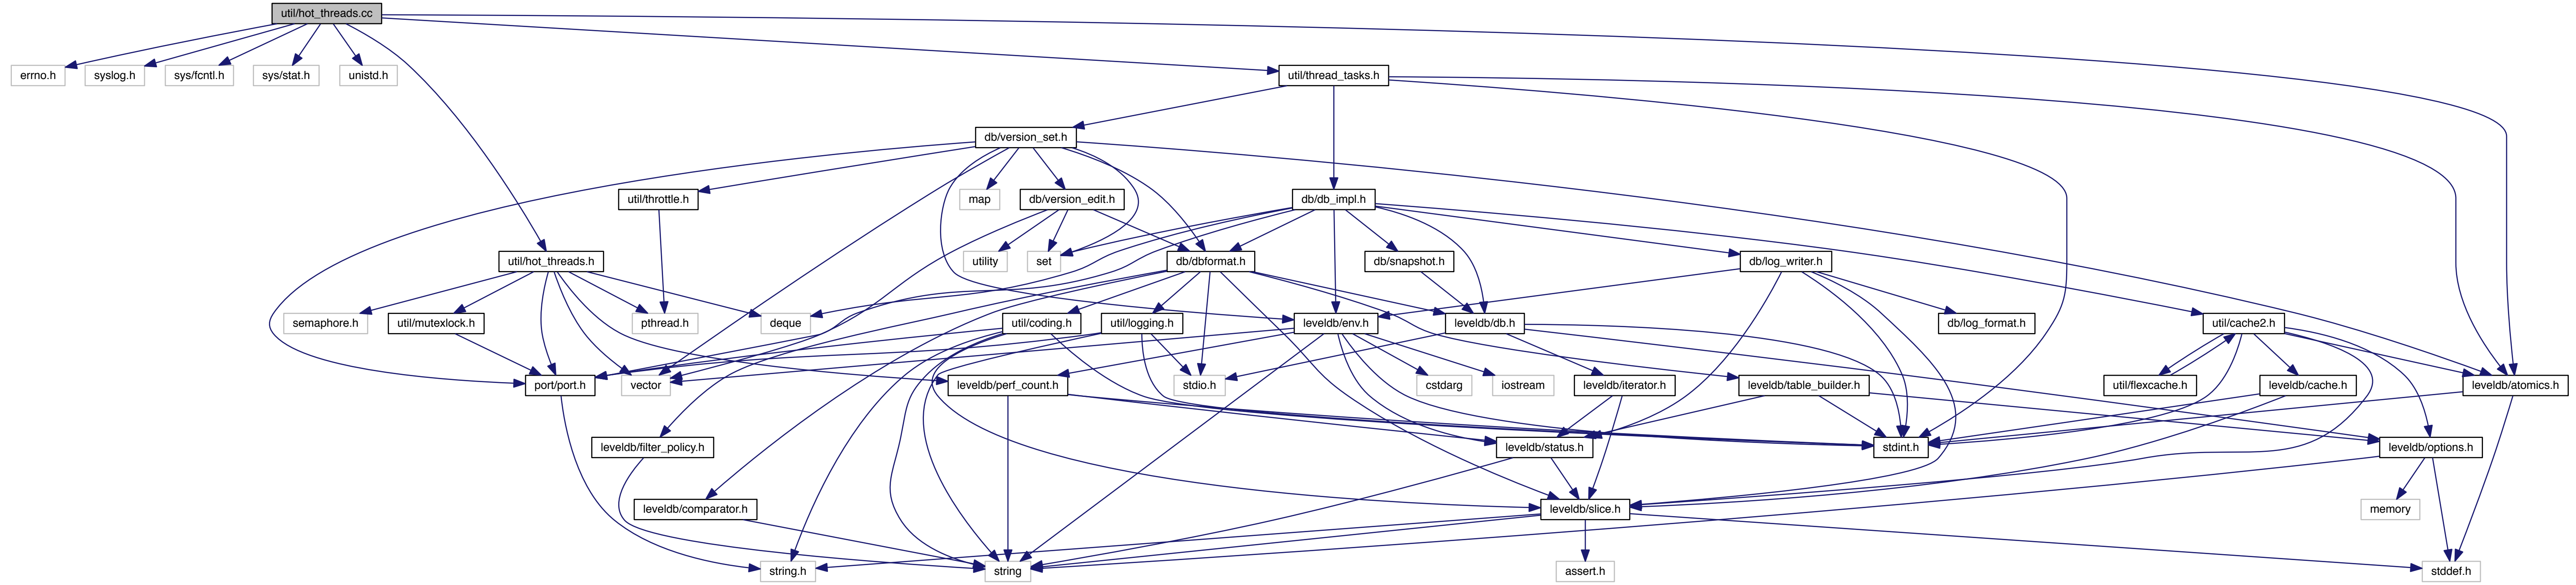 util/hot_threads.cc
errno.h
syslog.h
sys/fcntl.h
sys/stat.h
unistd.h
util/thread_tasks.h
db/version_set.h
util/throttle.h
map
db/version_edit.h
db/db_impl.h
util/hot_threads.h
utility
set
db/dbformat.h
db/snapshot.h
db/log_writer.h
semaphore.h
util/mutexlock.h
pthread.h
deque
util/coding.h
util/logging.h
leveldb/env.h
leveldb/db.h
db/log_format.h
util/cache2.h
port/port.h
vector
leveldb/perf_count.h
stdio.h
cstdarg
iostream
leveldb/iterator.h
leveldb/table_builder.h
util/flexcache.h
leveldb/cache.h
leveldb/atomics.h
leveldb/filter_policy.h
leveldb/status.h
stdint.h
leveldb/options.h
leveldb/comparator.h
leveldb/slice.h
memory
string.h
string
assert.h
stddef.h